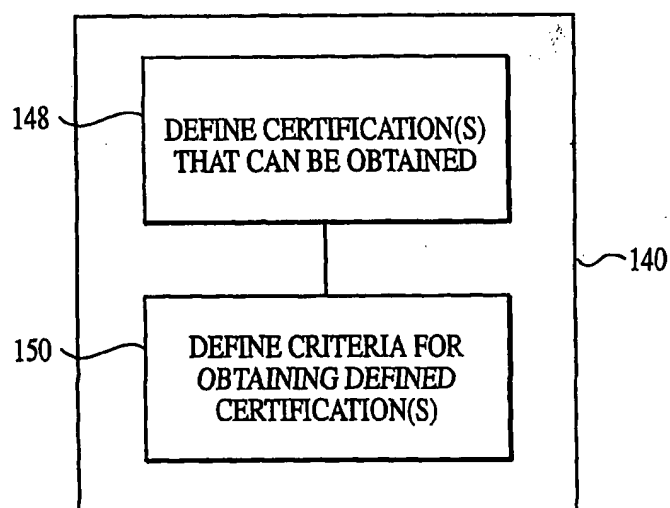 148
DEFINE CERTIFICATION(S)
THAT CAN BE OBTAINED
140
150
DEFINE CRITERIA FOR
OBTAINING DEFINED
CERTIFICATION(S)